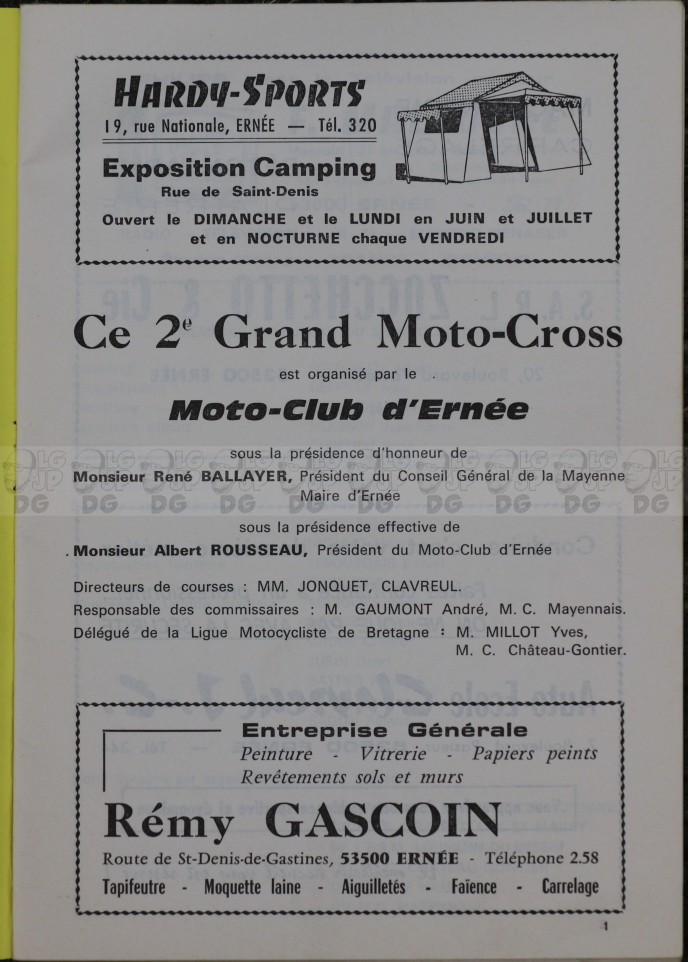 HARDY-SPORTS
19, rue Nationale, ERNÉE — Tél. 320
Exposition Camping
Rue de Saint-Denis
Ouvert le DIMANCHE et le LUNDI en JUIN et JUILLET
et en NOCTURNE chaque VENDREDI
Ce 2e Grand Moto-Cross
est organisé par le
Moto-Club d'Ernée
sous la présidence d'honneur de
Monsieur René BALLAYER, Président du Conseil Général de la Mayenne
Maire d'Ernée
sous la présidence effective de
Monsieur Albert ROUSSEAU, Président du Moto-Club d'Ernée
Directeurs de courses : MM. JONQUET, CLAVREUL.
Responsable des commissaires : M. GAUMONT André, M. C. Mayennais.
Délégué de la Ligue Motocycliste de Bretagne : M. MILLOT Yves,
M. C. Château-Gontier.
Entreprise Générale
Peinture - Vitrerie - Papiers peints
Revêtements sols et murs
Rémy GASCOIN
Route de St-Denis-de-Gastines, 53500 ERNÉE - Téléphone 2.58
Tapifeutre - Moquette laine - Aiguilletés - Faïence - Carrelage
1